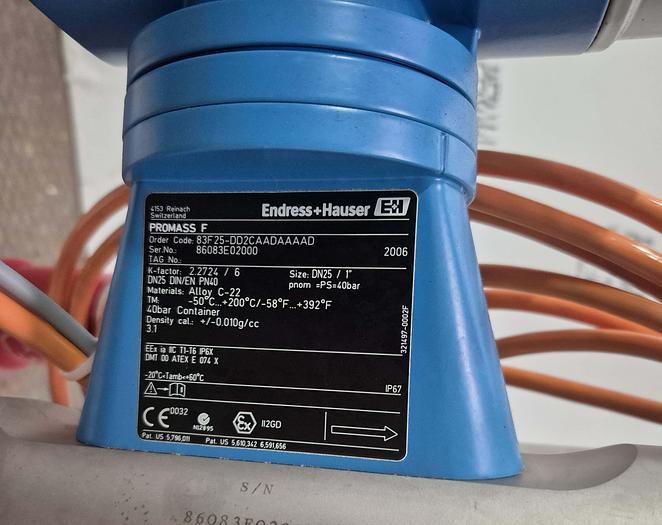 4153 Reinach
Switzerland
Endress+Hauser E+H
PROMASS F
Order Code: 83F25-DD2CAADAAAAD
Ser.No.: 86083E02000 2006
TAG No.:
K-factor: 2.2724 / 6 Size: DN25 / 1"
DN25 DIN/EN PN40 pnom =PS=40bar
Materials: Alloy C-22
TM: -50°C...+200°C/-58°F...+392°F
40bar Container
Density cal.: +/-0.010g/cc
3.1
321497-0002F
EEx ia IIC T1-T6 IP6X
DMT 00 ATEX E 074 X
-20°C<Tamb<+60°C
IP67
CE 0032 N12895 Ex II2GD
Pat. US 5,796,011 Pat. US 5,610,342 6,591,656
S/N
86083E02